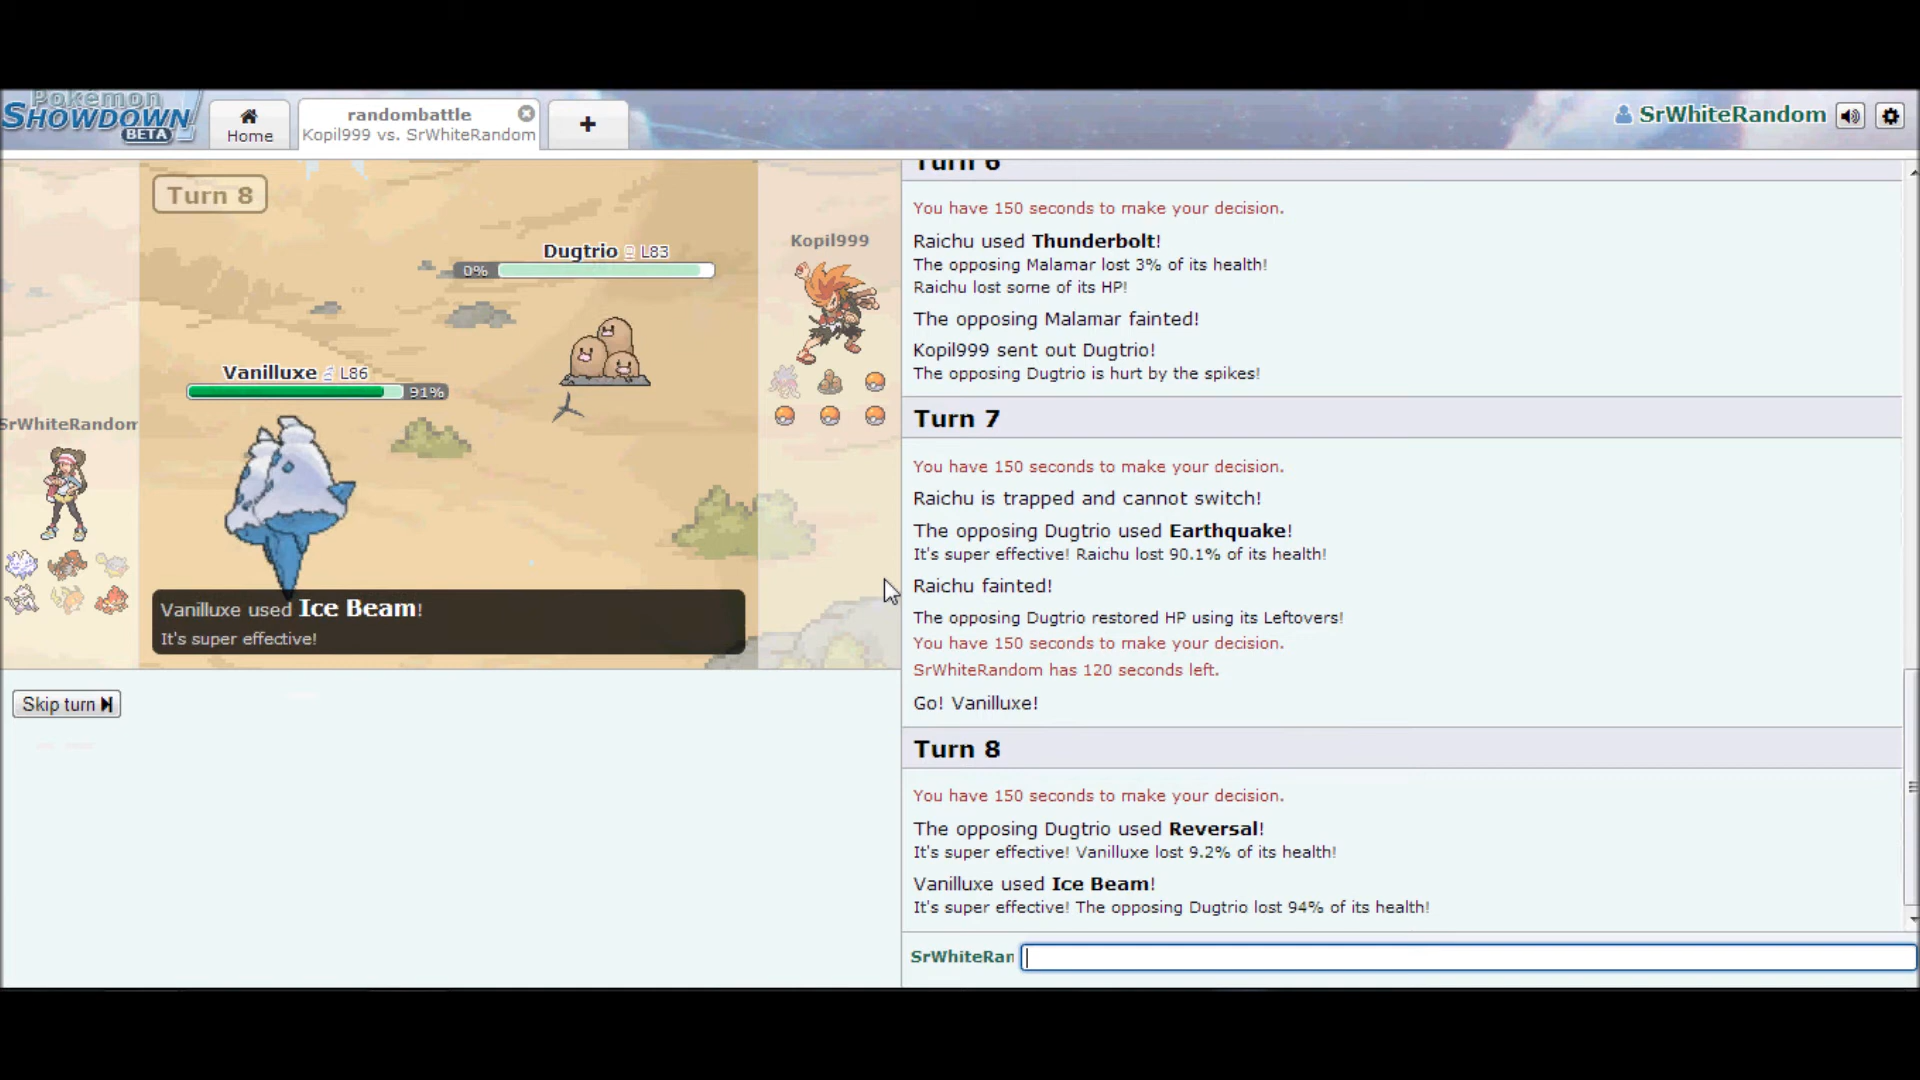 Pokémon
SHOWDOWN
BETA
Home
randombattle
Kopil999 vs. SrWhiteRandom
+
SrWhiteRandom
Turn 8
Dugtrio L83
0%
Kopil999
Vanilluxe L86
91%
SrWhiteRandom
Vanilluxe used Ice Beam!
It's super effective!
Skip turn
Turn 6
You have 150 seconds to make your decision.
Raichu used Thunderbolt!
The opposing Malamar lost 3% of its health!
Raichu lost some of its HP!
The opposing Malamar fainted!
Kopil999 sent out Dugtrio!
The opposing Dugtrio is hurt by the spikes!
Turn 7
You have 150 seconds to make your decision.
Raichu is trapped and cannot switch!
The opposing Dugtrio used Earthquake!
It's super effective! Raichu lost 90.1% of its health!
Raichu fainted!
The opposing Dugtrio restored HP using its Leftovers!
You have 150 seconds to make your decision.
SrWhiteRandom has 120 seconds left.
Go! Vanilluxe!
Turn 8
You have 150 seconds to make your decision.
The opposing Dugtrio used Reversal!
It's super effective! Vanilluxe lost 9.2% of its health!
Vanilluxe used Ice Beam!
It's super effective! The opposing Dugtrio lost 94% of its health!
SrWhiteRan